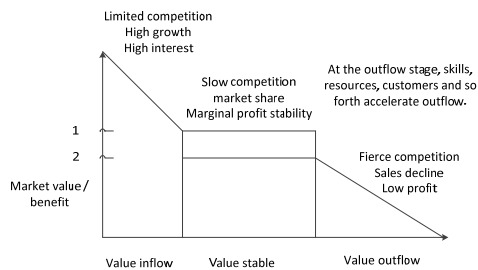 Limited competition
High growth
High interest
Slow competition
market share
Marginal profit stability
At the outflow stage, skills,
resources, customers and so
forth accelerate outflow.
1
2
Market value/
benefit
Fierce competition
Sales decline
Low profit
Value inflow
Value stable
Value outflow